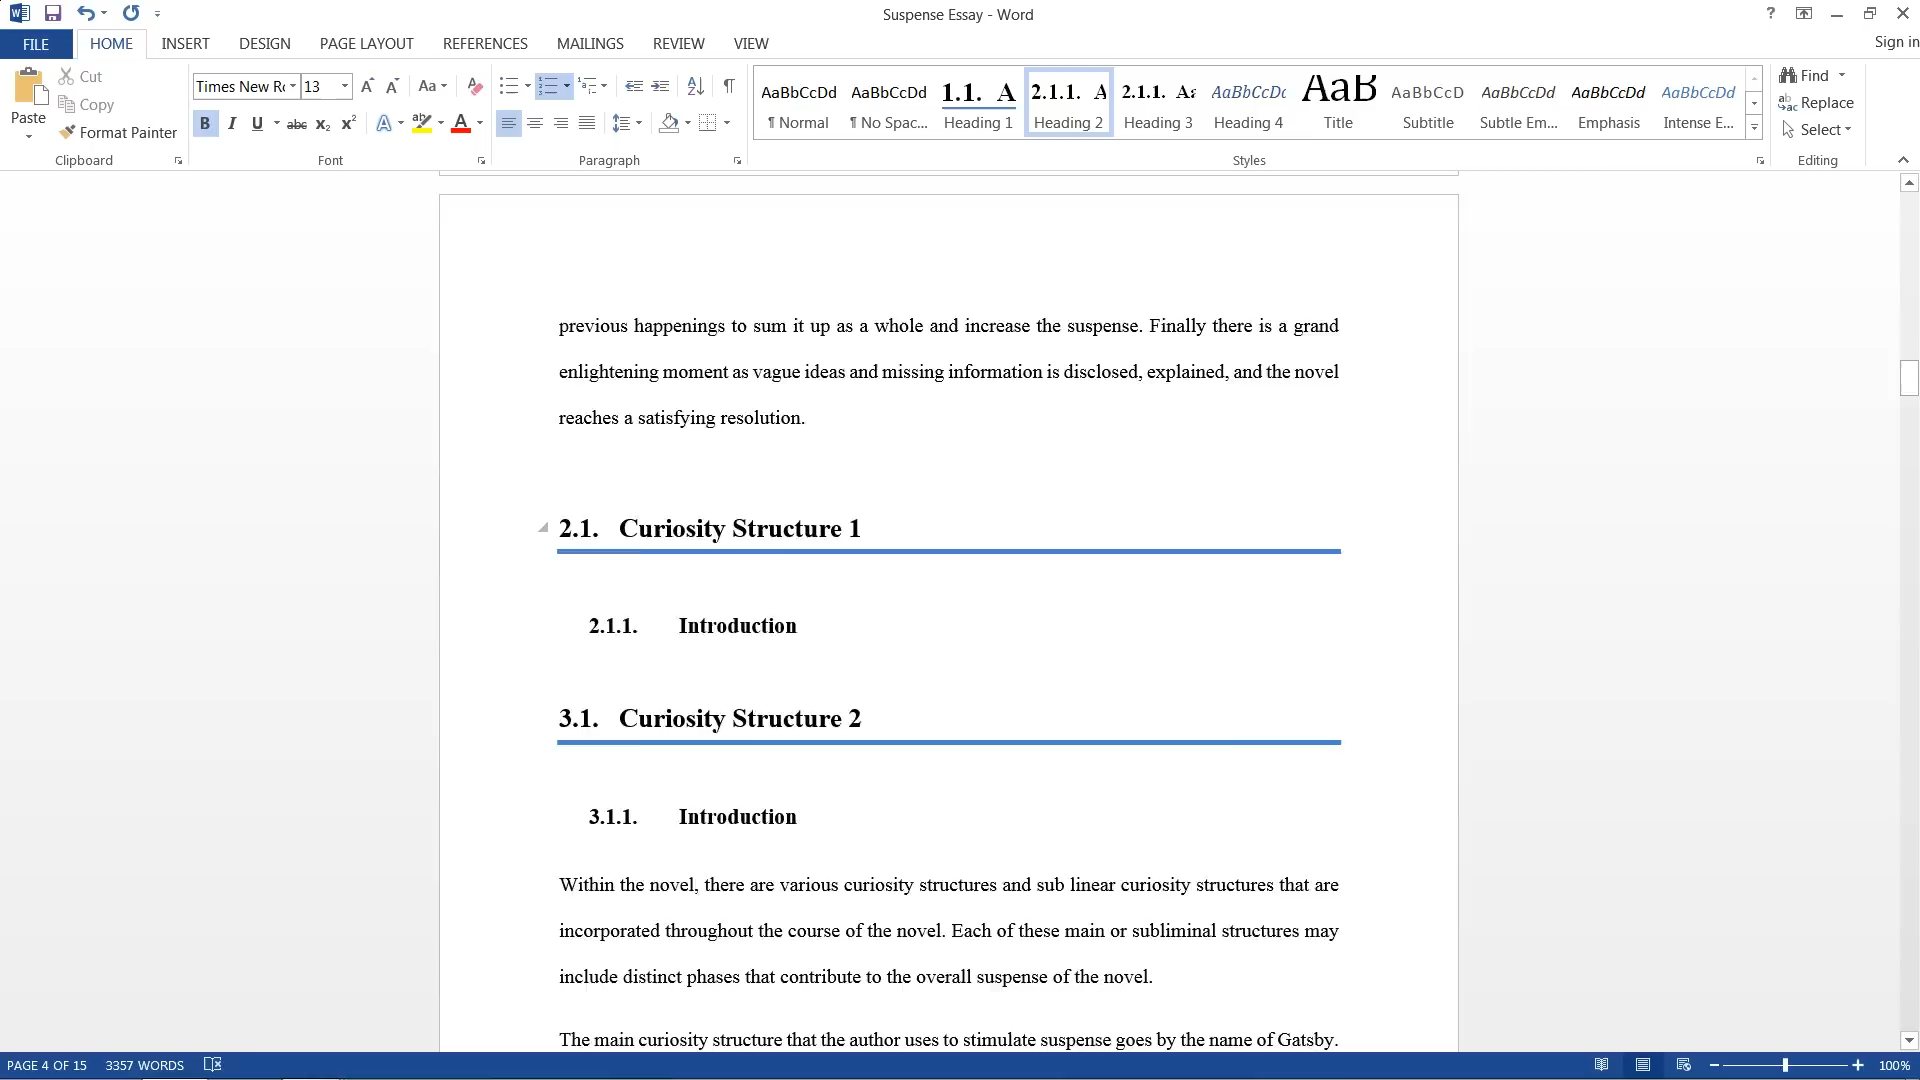 Suspense Essay - Word
?
Sign in
FILE
HOME
INSERT
DESIGN
PAGE LAYOUT
REFERENCES
MAILINGS
REVIEW
VIEW
Paste
Cut
Copy
Format Painter
Clipboard
Times New Ro
13
Aa
B I U abc x₂ x²
A ab A
Font
Paragraph
AaBbCcDd AaBbCcDd 1.1. A 2.1.1. A 2.1.1. Aa AaBbCcDd AaB AaBbCcD AaBbCcDd AaBbCcDd AaBbCcDd
¶ Normal ¶ No Spac... Heading 1 Heading 2 Heading 3 Heading 4 Title Subtitle Subtle Em... Emphasis Intense E...
Styles
Find
Replace
Select
Editing
previous happenings to sum it up as a whole and increase the suspense. Finally there is a grand
enlightening moment as vague ideas and missing information is disclosed, explained, and the novel
reaches a satisfying resolution.
2.1. Curiosity Structure 1
2.1.1. Introduction
3.1. Curiosity Structure 2
3.1.1. Introduction
Within the novel, there are various curiosity structures and sub linear curiosity structures that are
incorporated throughout the course of the novel. Each of these main or subliminal structures may
include distinct phases that contribute to the overall suspense of the novel.
The main curiosity structure that the author uses to stimulate suspense goes by the name of Gatsby.
PAGE 4 OF 15 3357 WORDS
100%